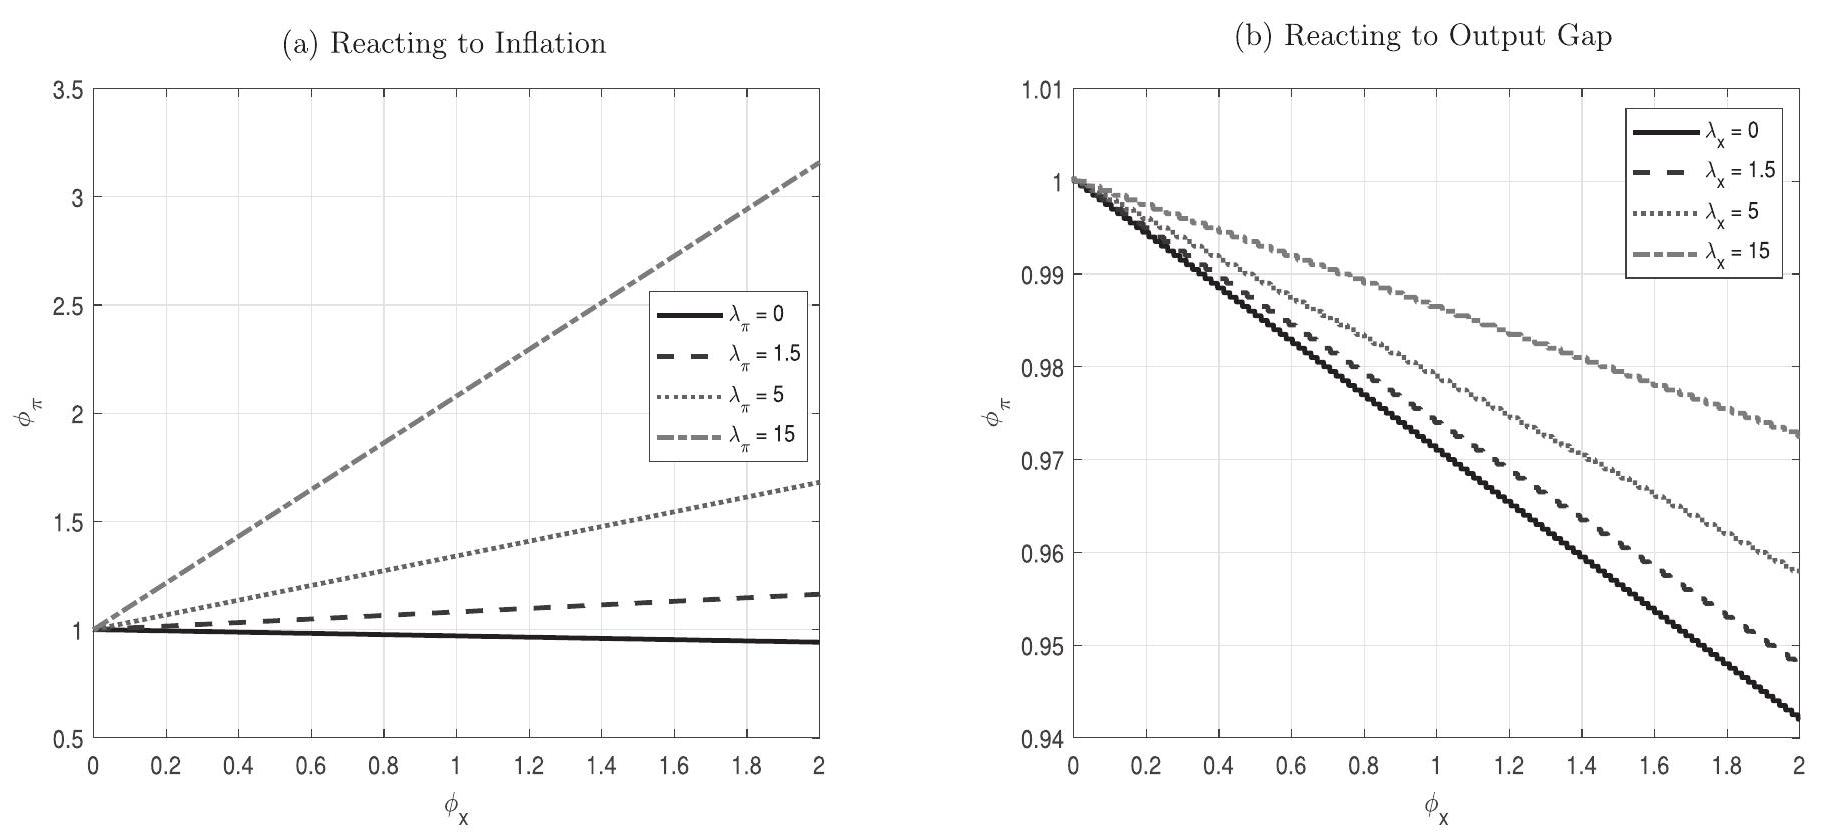 (a) Reacting to Inflation
3.5
3
2.5
2
1.5
1
0.5
ϕπ
λπ = 0
λπ = 1.5
λπ = 5
λπ = 15
0 0.2 0.4 0.6 0.8 1 1.2 1.4 1.6 1.8 2
ϕx
(b) Reacting to Output Gap
1.01
1
0.99
0.98
0.97
0.96
0.95
0.94
ϕπ
λx = 0
λx = 1.5
λx = 5
λx = 15
0 0.2 0.4 0.6 0.8 1 1.2 1.4 1.6 1.8 2
ϕx